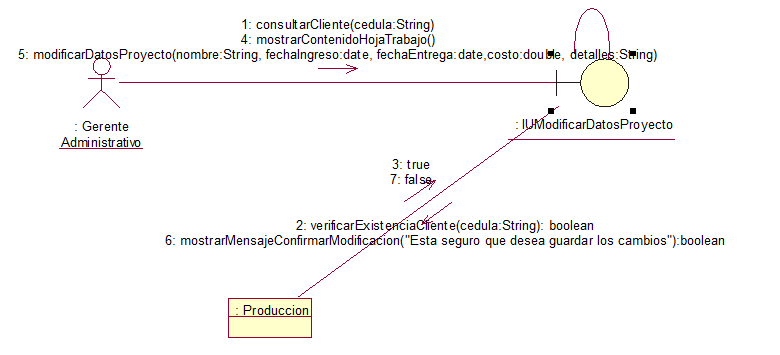 1: consultarCliente(cedula:String)
4: mostrarContenidoHojaTrabajo()
5: modificarDatosProyecto(nombre:String, fechaIngreso:date, fechaEntrega:date,costo:double, detalles:String)
: Gerente
Administrativo
: IUModificarDatosProyecto
3: true
7: false
2: verificarExistenciaCliente(cedula:String): boolean
6: mostrarMensajeConfirmarModificacion("Esta seguro que desea guardar los cambios"):boolean
: Produccion